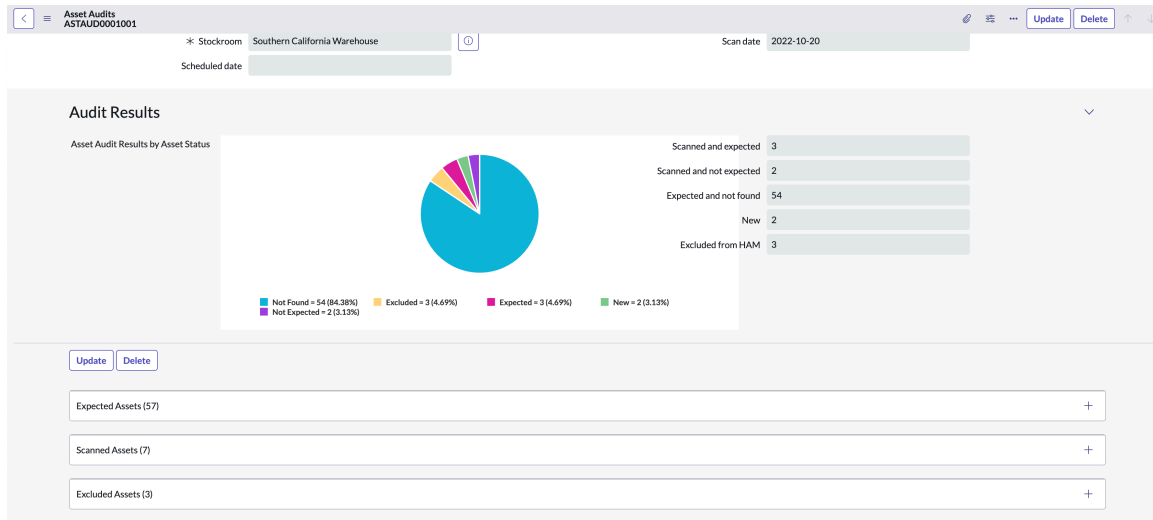 Asset Audits
ASTAUD0001001
Update Delete
Stockroom Southern California Warehouse
Scan date 2022-10-20
Scheduled date
Audit Results
Asset Audit Results by Asset Status
Scanned and expected 3
Scanned and not expected 2
Expected and not found 54
New 2
Excluded from HAM 3
Not Found = 54 (84.38%) Excluded = 3 (4.69%) Expected = 3 (4.69%) New = 2 (3.13%)
Not Expected = 2 (3.13%)
Update Delete
Expected Assets (57)
Scanned Assets (7)
Excluded Assets (3)